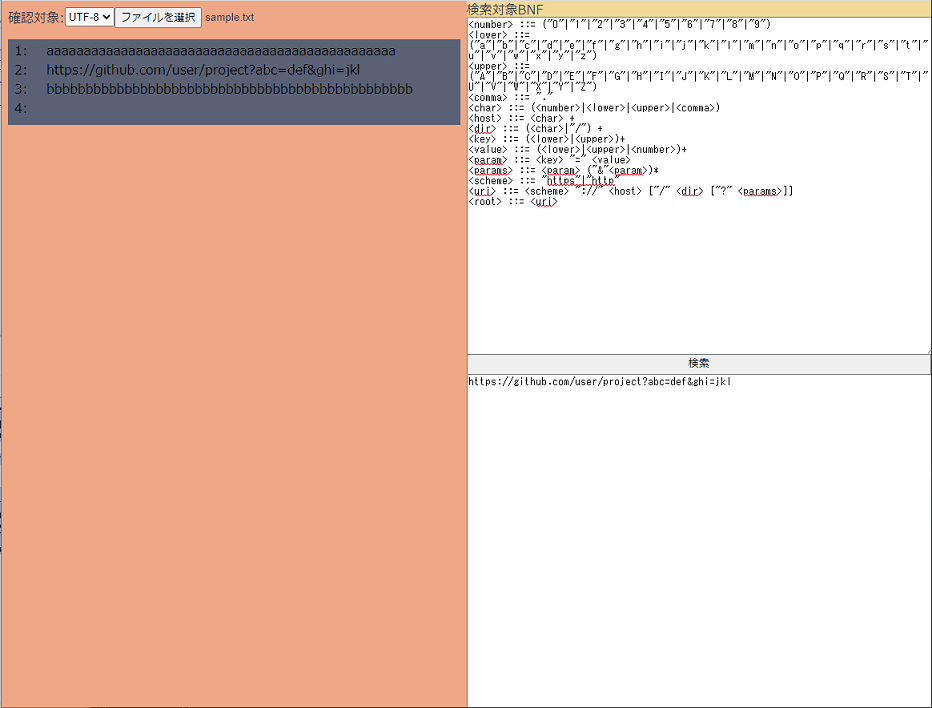 確認対象: UTF-8 ファイルを選択 sample.txt
1: aaaaaaaaaaaaaaaaaaaaaaaaaaaaaaaaaaaaaaaaaaaaaaa
2: https://github.com/user/project?abc=def&ghi=jkl
3: bbbbbbbbbbbbbbbbbbbbbbbbbbbbbbbbbbbbbbbbbbbbbbb
4:
検索対象BNF
<number> ::= ("0"|"1"|"2"|"3"|"4"|"5"|"6"|"7"|"8"|"9")
<lower> ::=
("a"|"b"|"c"|"d"|"e"|"f"|"g"|"h"|"i"|"j"|"k"|"l"|"m"|"n"|"o"|"p"|"q"|"r"|"s"|"t"|"
u"|"v"|"w"|"x"|"y"|"z")
<upper> ::=
("A"|"B"|"C"|"D"|"E"|"F"|"G"|"H"|"I"|"J"|"K"|"L"|"M"|"N"|"O"|"P"|"Q"|"R"|"S"|"T"|"
U"|"V"|"W"|"X"|"Y"|"Z")
<comma> ::= "."
<char> ::= (<number>|<lower>|<upper>|<comma>)
<host> ::= <char> +
<dir> ::= (<char>|"/") +
<key> ::= (<lower>|<upper>)+
<value> ::= (<lower>|<upper>|<number>)+
<param> ::= <key> "=" <value>
<params> ::= <param> ("&"<param>)*
<scheme> ::= "https"|"http"
<uri> ::= <scheme> "://" <host> ["/" <dir> ["?" <params>]]
<root> ::= <uri>
検索
https://github.com/user/project?abc=def&ghi=jkl